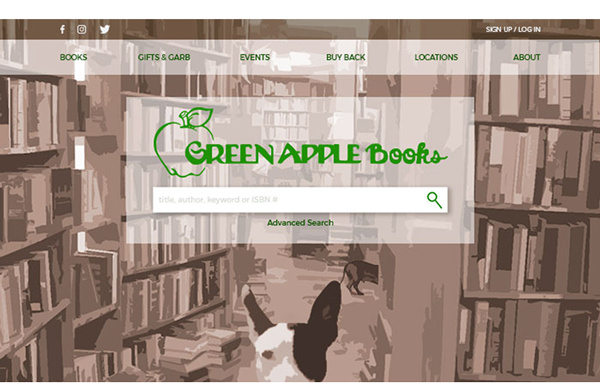 SIGN UP / LOG IN
BOOKS GIFTS & GARB EVENTS BUY BACK LOCATIONS ABOUT
GREEN APPLE Books
title, author, keyword or ISBN #
Advanced Search